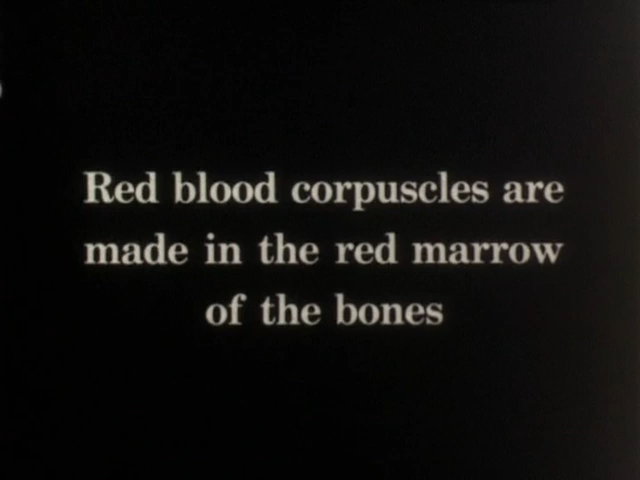 Red blood corpuscles are
made in the red marrow
of the bones